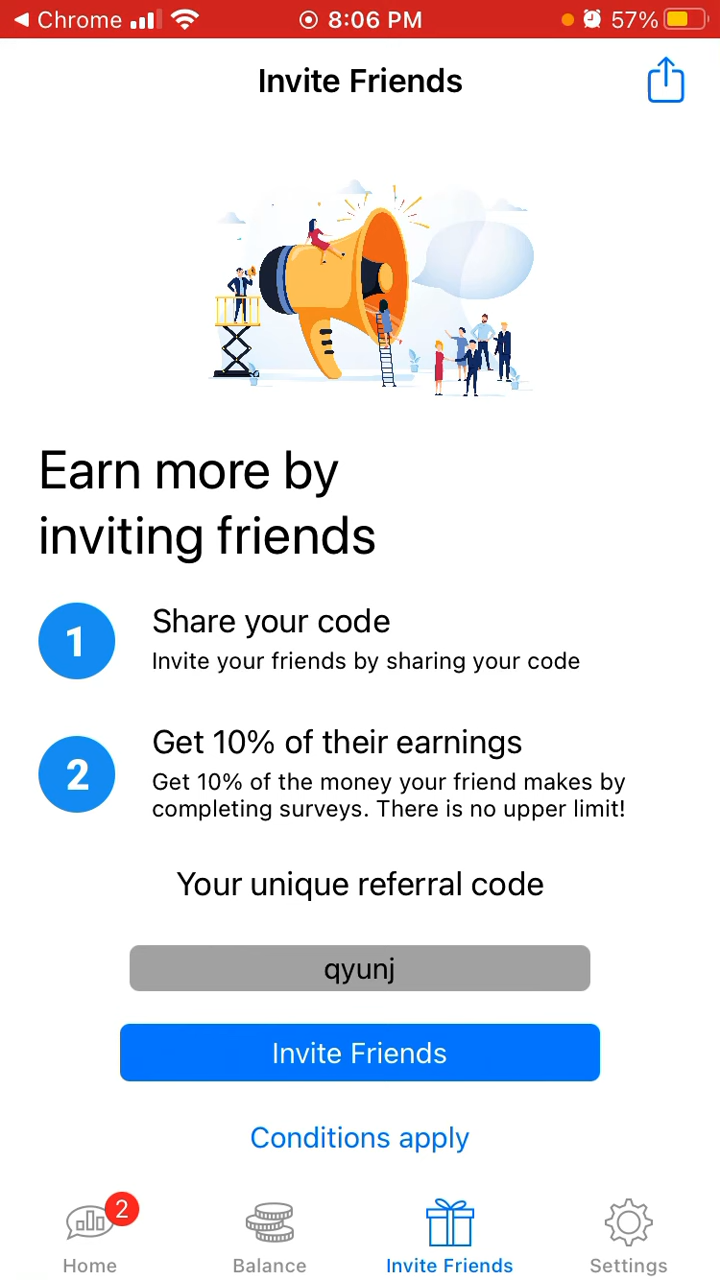 Chrome 8:06 PM 57%
Invite Friends
Earn more by
inviting friends
1 Share your code
Invite your friends by sharing your code
2 Get 10% of their earnings
Get 10% of the money your friend makes by
completing surveys. There is no upper limit!
Your unique referral code
qyunj
Invite Friends
Conditions apply
2
Home Balance Invite Friends Settings